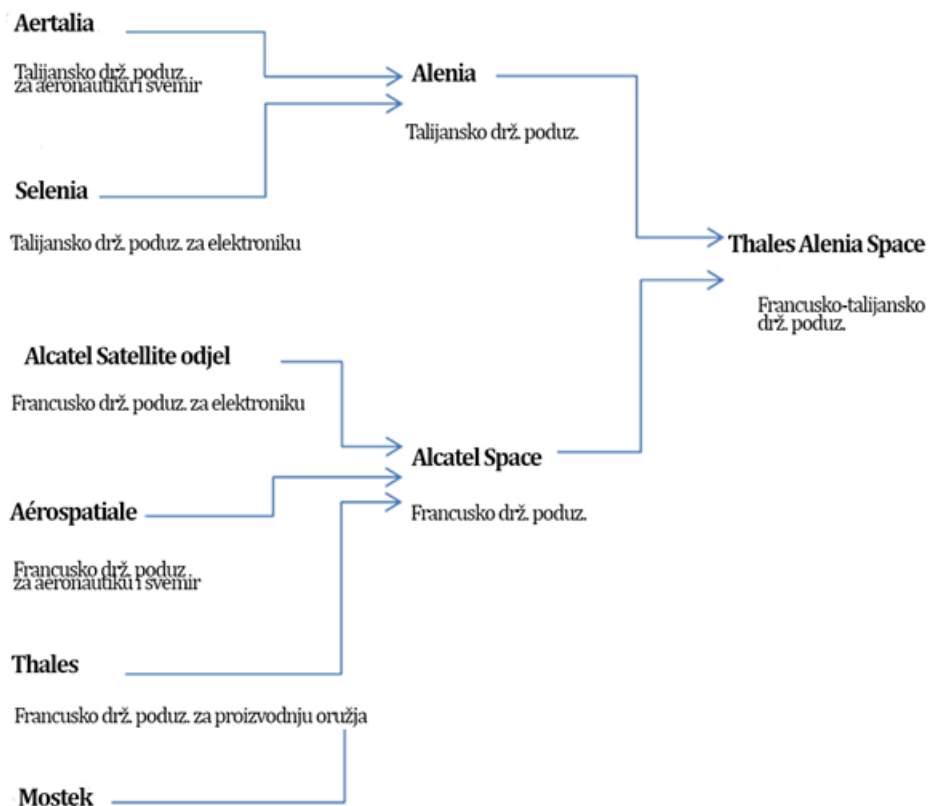 Aertalia
Talijansko drž. poduz.
za aeronautiku i svemir
Alenia
Talijansko drž. poduz.
Selenia
Talijansko drž. poduz. za elektroniku
Thales Alenia Space
Francusko-talijansko
drž. poduz.
Alcatel Satellite odjel
Francusko drž. poduz. za elektroniku
Alcatel Space
Francusko drž. poduz.
Aérospatiale
Francusko drž. poduz
za aeronautiku i svemir
Thales
Francusko drž. poduz. za proizvodnju oružja
Mostek